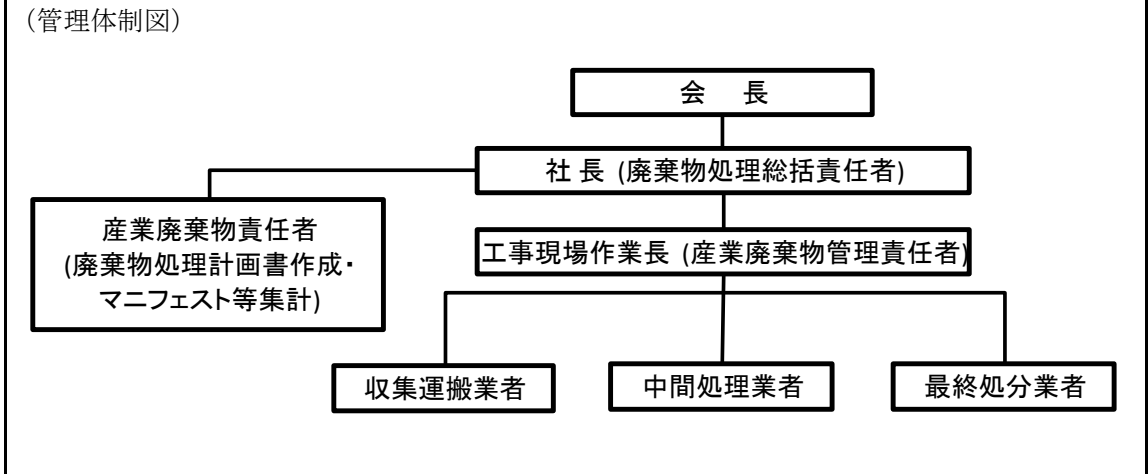 (管理体制図)
会　長
社 長 (廃棄物処理総括責任者)
産業廃棄物責任者
(廃棄物処理計画書作成・
マニフェスト等集計)
工事現場作業長 (産業廃棄物管理責任者)
収集運搬業者
中間処理業者
最終処分業者